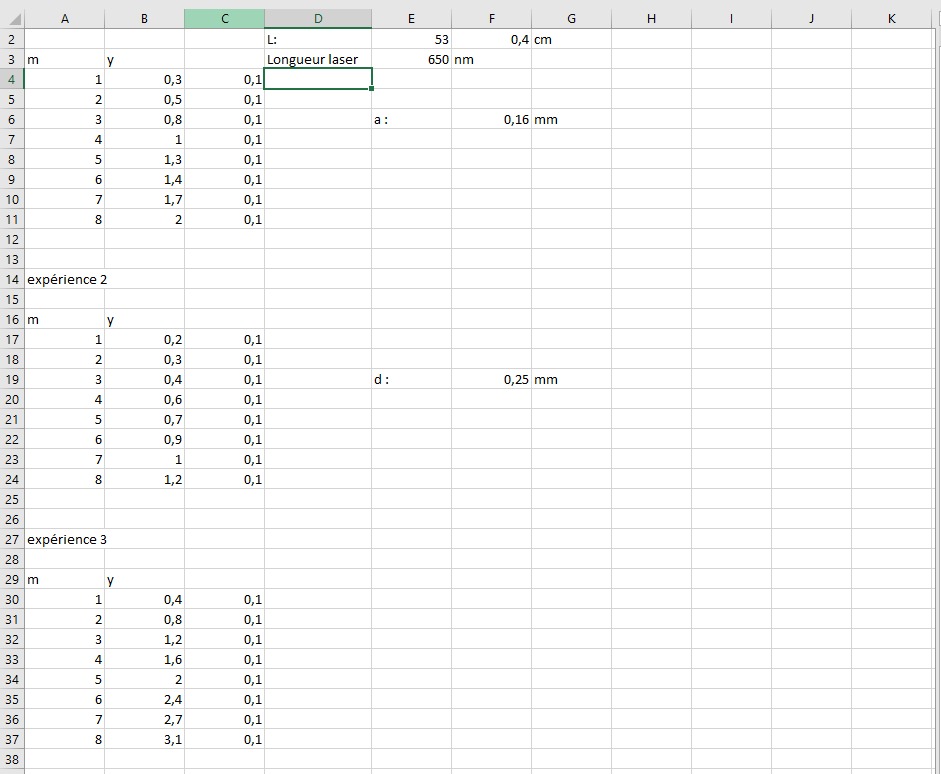 A B C D E F G H I J K
2 L: 53 0,4 cm
3 m y Longueur laser 650 nm
4 1 0,3 0,1
5 2 0,5 0,1
6 3 0,8 0,1 a : 0,16 mm
7 4 1 0,1
8 5 1,3 0,1
9 6 1,4 0,1
10 7 1,7 0,1
11 8 2 0,1
12
13
14 expérience 2
15
16 m y
17 1 0,2 0,1
18 2 0,3 0,1
19 3 0,4 0,1 d : 0,25 mm
20 4 0,6 0,1
21 5 0,7 0,1
22 6 0,9 0,1
23 7 1 0,1
24 8 1,2 0,1
25
26
27 expérience 3
28
29 m y
30 1 0,4 0,1
31 2 0,8 0,1
32 3 1,2 0,1
33 4 1,6 0,1
34 5 2 0,1
35 6 2,4 0,1
36 7 2,7 0,1
37 8 3,1 0,1
38